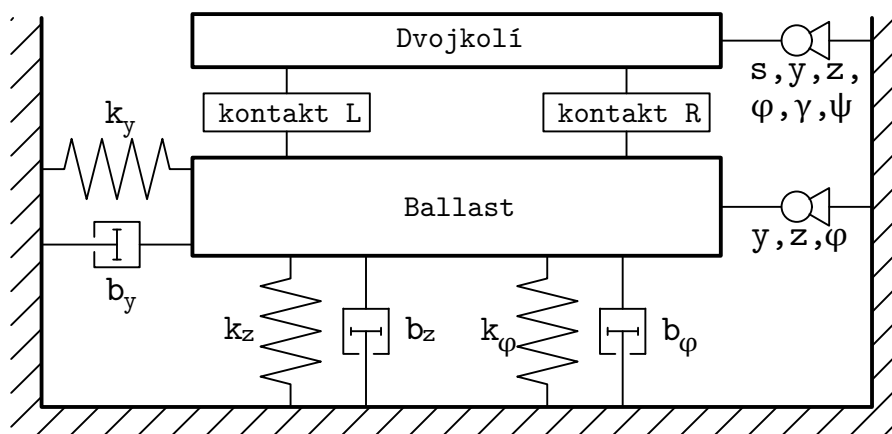 Dvojkolí
s,y,z,
φ,γ,ψ
kontakt L
kontakt R
k_y
Ballast
y,z,φ
b_y
k_z
b_z
k_φ
b_φ